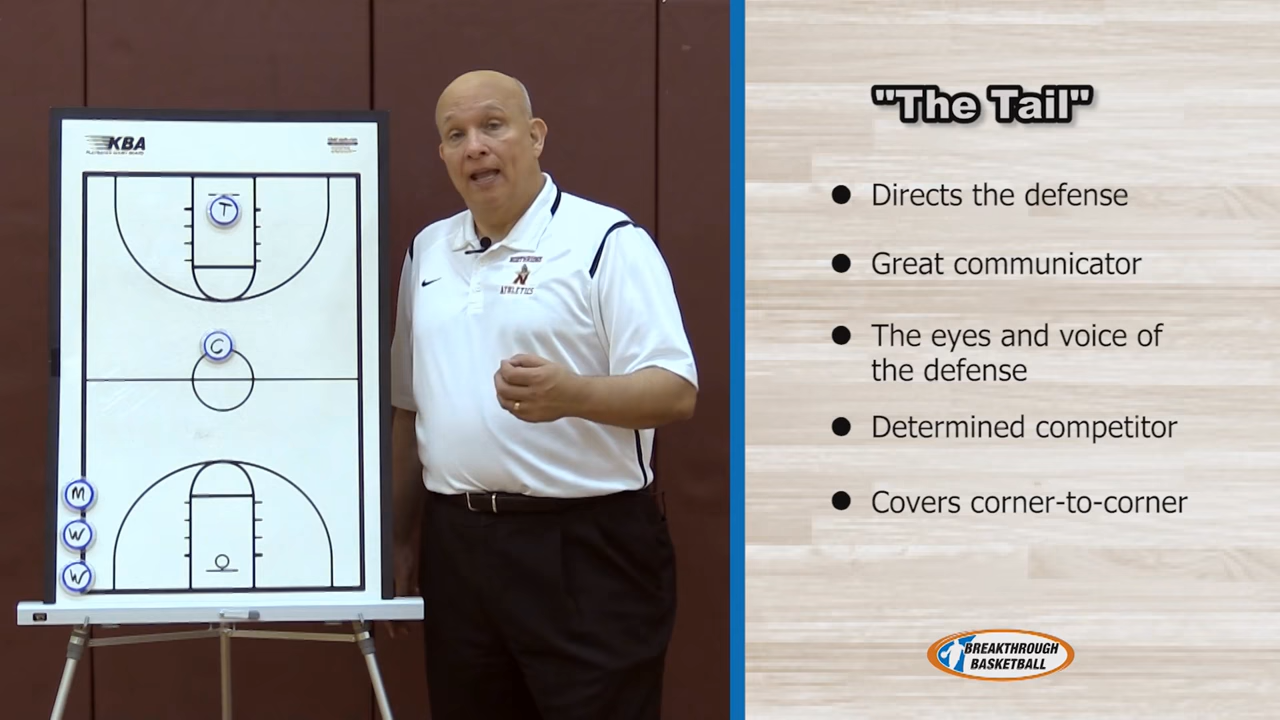 KBA
T
C
M
W
W
NORTHRIDGE
N
ATHLETICS
"The Tail"
● Directs the defense
● Great communicator
● The eyes and voice of
the defense
● Determined competitor
● Covers corner-to-corner
BREAKTHROUGH
BASKETBALL